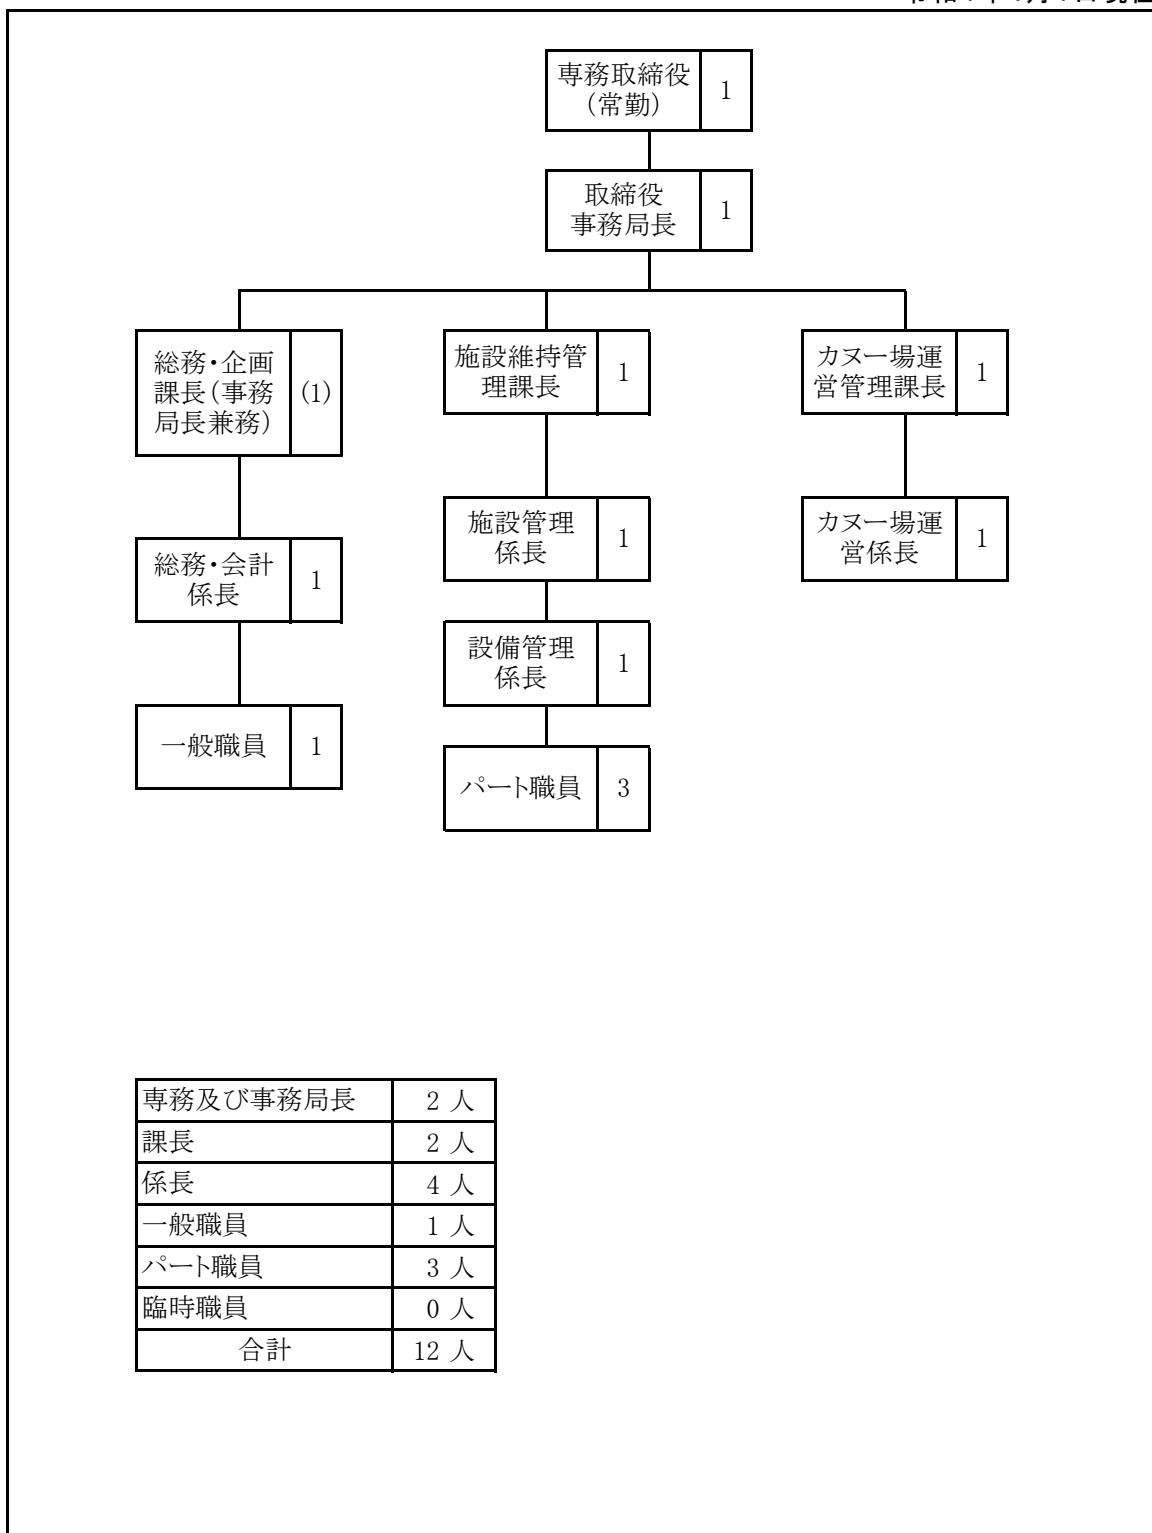 専務取締役
(常勤)
1
取締役
事務局長
1
総務・企画
課長(事務
局長兼務)
(1)
施設維持管
理課長
1
カヌー場運
営管理課長
1
総務・会計
係長
1
施設管理
係長
1
カヌー場運
営係長
1
設備管理
係長
1
一般職員
1
パート職員
3
専務及び事務局長 2 人
課長 2 人
係長 4 人
一般職員 1 人
パート職員 3 人
臨時職員 0 人
合計 12 人